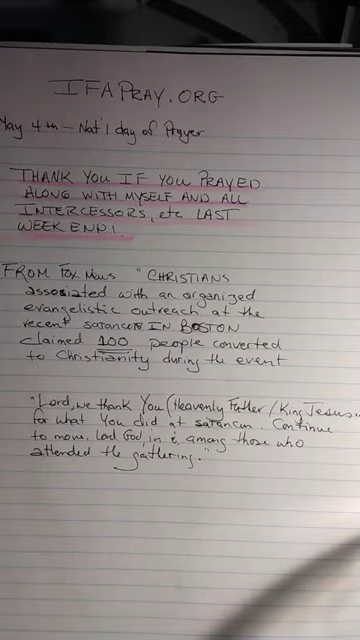 IFAPRAY.ORG
May 4th - Nat'l day of Prayer
THANK YOU IF YOU PRAYED
ALONG WITH MYSELF AND ALL
INTERCESSORS, etc LAST
WEEKEND!
FROM FOX News "CHRISTIANS
associated with an organized
evangelistic outreach at the
recent satancon IN BOSTON
claimed 100 people converted
to Christianity during the event
"Lord, we thank You (Heavenly Father / King Jesus...
for what You did at satancon. Continue
to move, Lord God, in &, among those who
attended the gathering."